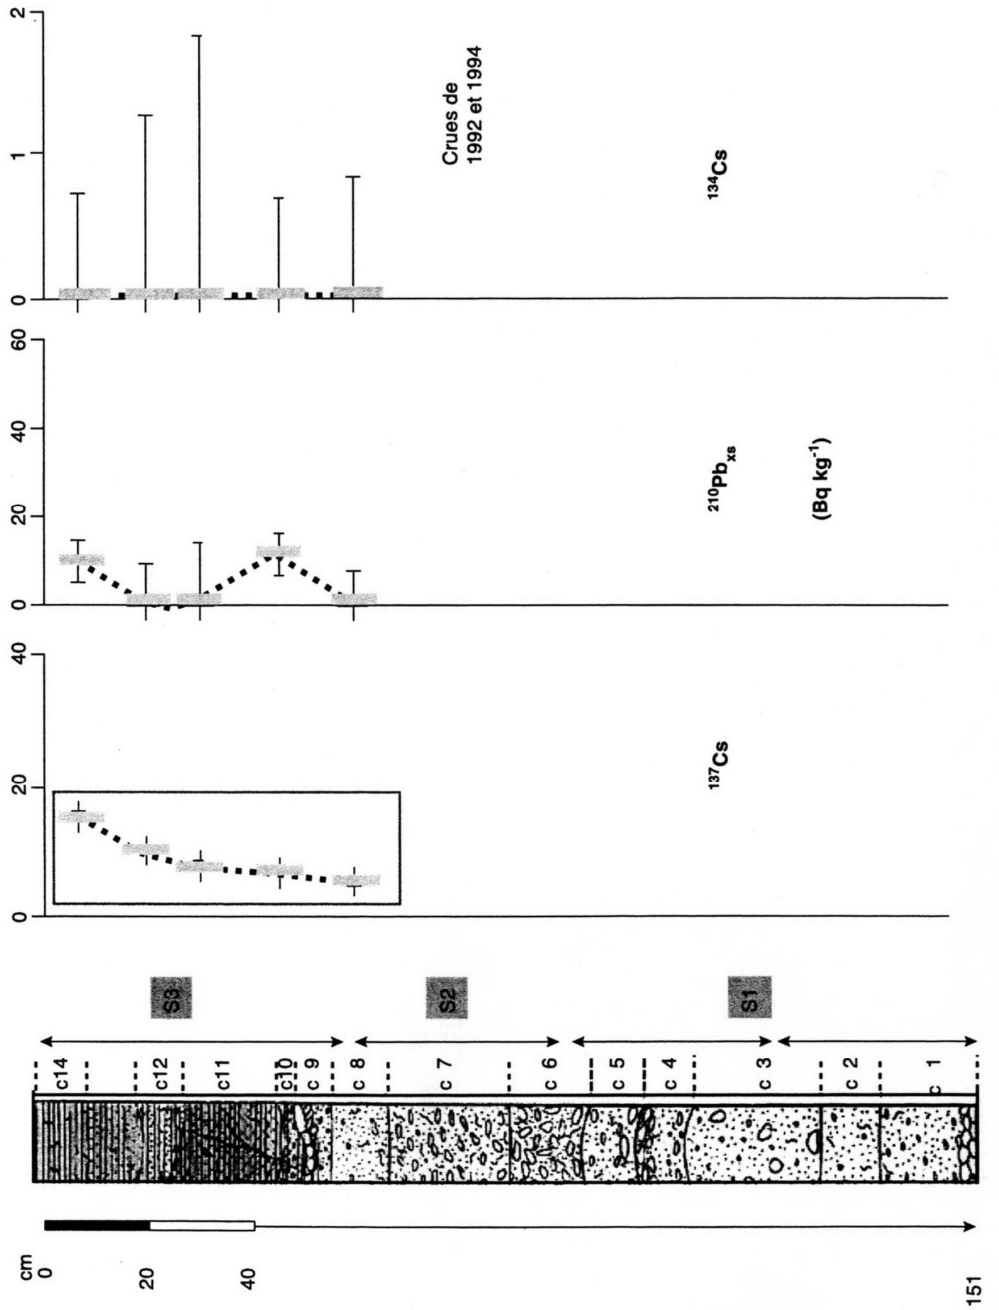 cm
0
20
40
151
c14
c12
c11
c10
c 9
c 8
c 7
c 6
c 5
c 4
c 3
c 2
c 1
S3
S2
S1
0
20
40
137Cs
0
20
40
60
210Pbxs
(Bq kg-1)
0
1
2
134Cs
Crues de
1992 et 1994